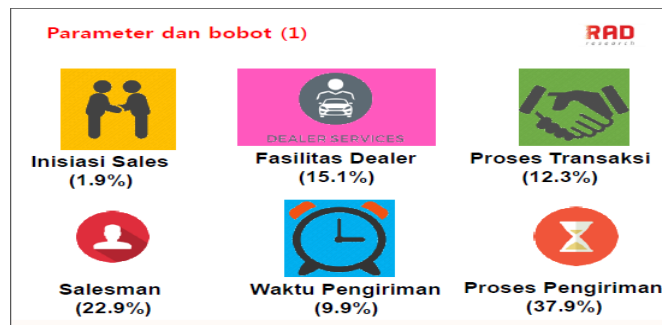 Parameter dan bobot (1)
RAD
research
DEALER SERVICES
Inisiasi Sales
(1.9%)
Fasilitas Dealer
(15.1%)
Proses Transaksi
(12.3%)
Salesman
(22.9%)
Waktu Pengiriman
(9.9%)
Proses Pengiriman
(37.9%)